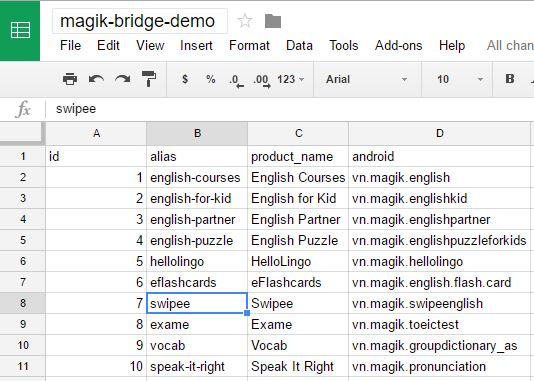 magik-bridge-demo
File Edit View Insert Format Data Tools Add-ons Help All chan
$ % .0 .00 123 Arial 10 B
fx swipee
A B C D
1 id alias product_name android
2 1 english-courses English Courses vn.magik.english
3 2 english-for-kid English for Kid vn.magik.englishkid
4 3 english-partner English Partner vn.magik.englishpartner
5 4 english-puzzle English Puzzle vn.magik.englishpuzzleforkids
6 5 hellolingo HelloLingo vn.magik.hellolingo
7 6 eflashcards eFlashcards vn.magik.english.flash.card
8 7 swipee Swipee vn.magik.swipeenglish
9 8 exame Exame vn.magik.toeictest
10 9 vocab Vocab vn.magik.groupdictionary_as
11 10 speak-it-right Speak It Right vn.magik.pronunciation